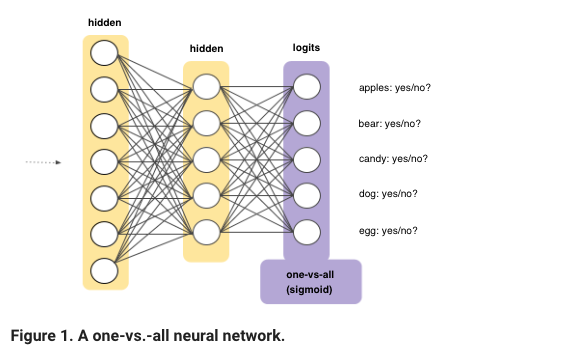 hidden
hidden
logits
apples: yes/no?
bear: yes/no?
candy: yes/no?
dog: yes/no?
egg: yes/no?
one-vs-all
(sigmoid)
Figure 1. A one-vs.-all neural network.